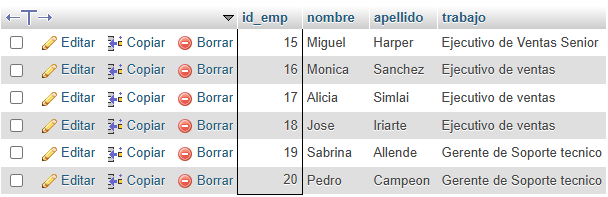 id_emp nombre apellido trabajo
Editar Copiar Borrar 15 Miguel Harper Ejecutivo de Ventas Senior
Editar Copiar Borrar 16 Monica Sanchez Ejecutivo de ventas
Editar Copiar Borrar 17 Alicia Simlai Ejecutivo de ventas
Editar Copiar Borrar 18 Jose Iriarte Ejecutivo de ventas
Editar Copiar Borrar 19 Sabrina Allende Gerente de Soporte tecnico
Editar Copiar Borrar 20 Pedro Campeon Gerente de Soporte tecnico